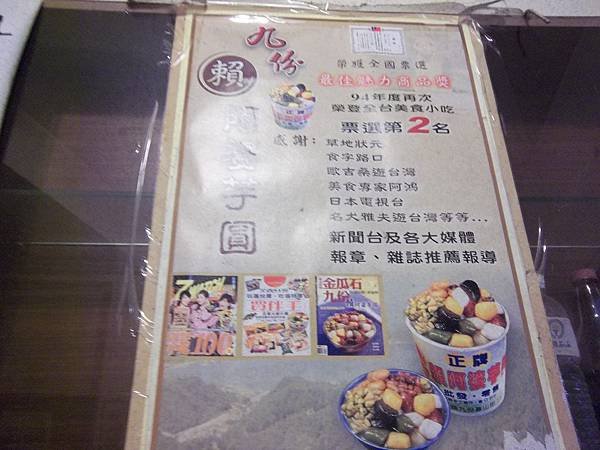 九份
賴
阿婆芋圓
榮獲全國票選
最佳魅力商品獎
94年度再次
榮登全台美食小吃
票選第2名
感謝：
草地狀元
食字路口
歐吉桑遊台灣
美食專家阿鴻
日本電視台
名犬雅夫遊台灣等等...
新聞台及各大媒體
報章、雜誌推薦報導
金瓜石
九份
正牌
批發·零售